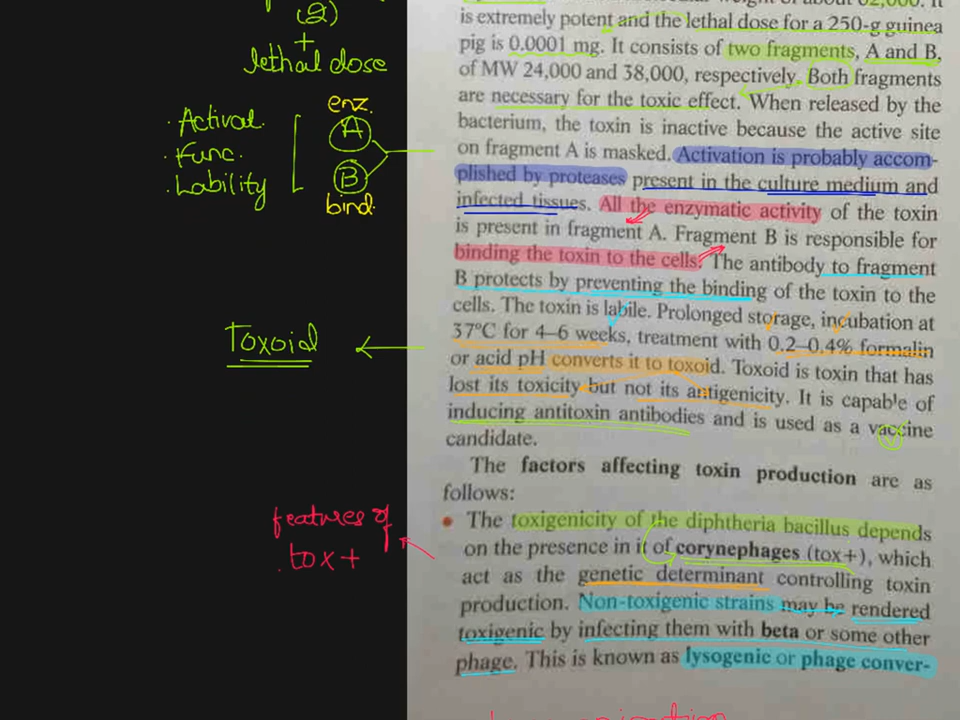 (2)
+
lethal dose
enz.
A
B
bind.
. Activat.
. Func.
. Lability
Toxoid
features of
tox +
is extremely potent and the lethal dose for a 250-g guinea
pig is 0.0001 mg. It consists of two fragments, A and B,
of MW 24,000 and 38,000, respectively. Both fragments
are necessary for the toxic effect. When released by the
bacterium, the toxin is inactive because the active site
on fragment A is masked. Activation is probably accom-
plished by proteases present in the culture medium and
infected tissues. All the enzymatic activity of the toxin
is present in fragment A. Fragment B is responsible for
binding the toxin to the cells. The antibody to fragment
B protects by preventing the binding of the toxin to the
cells. The toxin is labile. Prolonged storage, incubation at
37°C for 4–6 weeks, treatment with 0.2–0.4% formalin
or acid pH converts it to toxoid. Toxoid is toxin that has
lost its toxicity but not its antigenicity. It is capable of
inducing antitoxin antibodies and is used as a vaccine
candidate.
The factors affecting toxin production are as
follows:
• The toxigenicity of the diphtheria bacillus depends
on the presence in it of corynephages (tox+), which
act as the genetic determinant controlling toxin
production. Non-toxigenic strains may be rendered
toxigenic by infecting them with beta or some other
phage. This is known as lysogenic or phage conver-